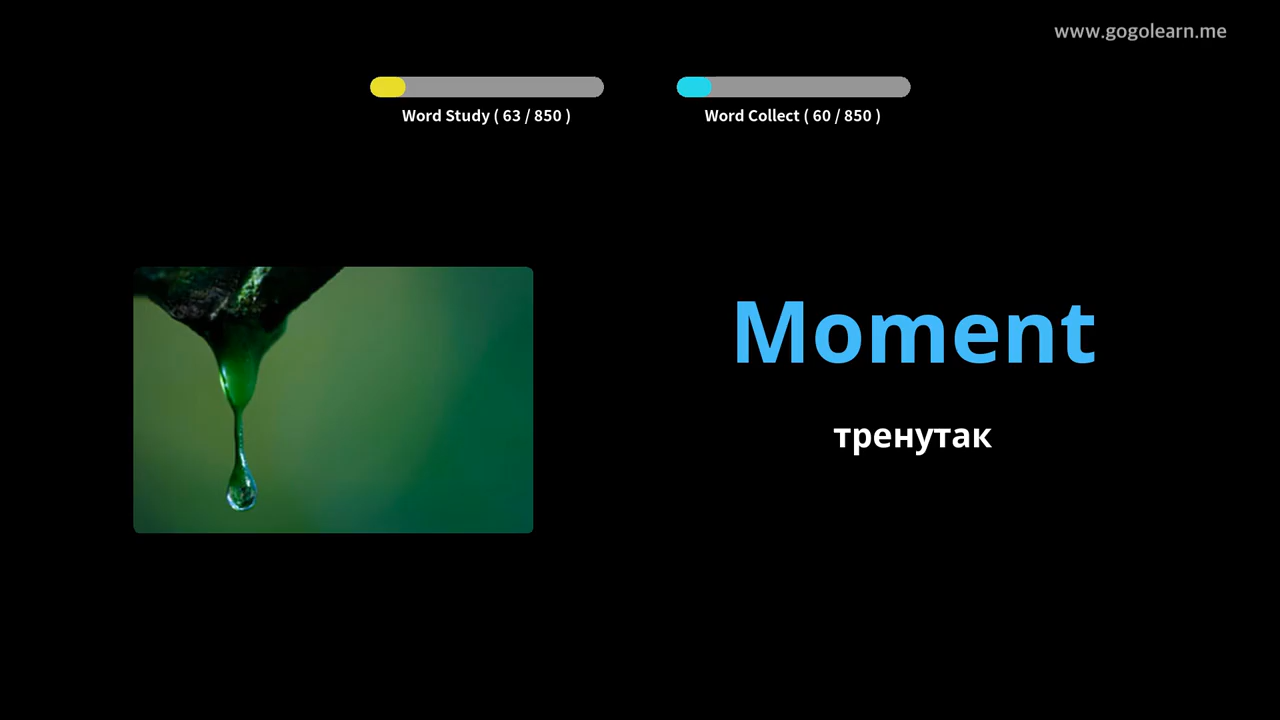 www.gogolearn.me
Word Study ( 63 / 850 )
Word Collect ( 60 / 850 )
Moment
тренутак